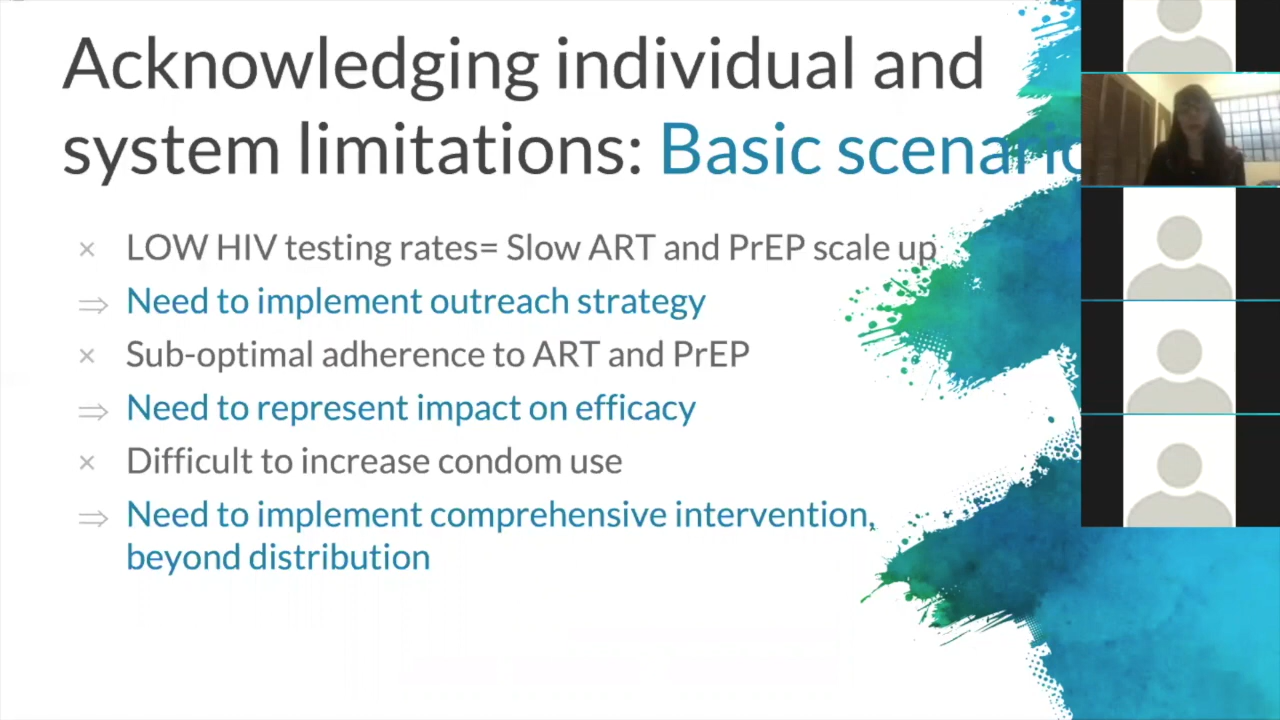 Acknowledging individual and
system limitations: Basic scenario
× LOW HIV testing rates= Slow ART and PrEP scale up
⇒ Need to implement outreach strategy
× Sub-optimal adherence to ART and PrEP
⇒ Need to represent impact on efficacy
× Difficult to increase condom use
⇒ Need to implement comprehensive intervention,
beyond distribution